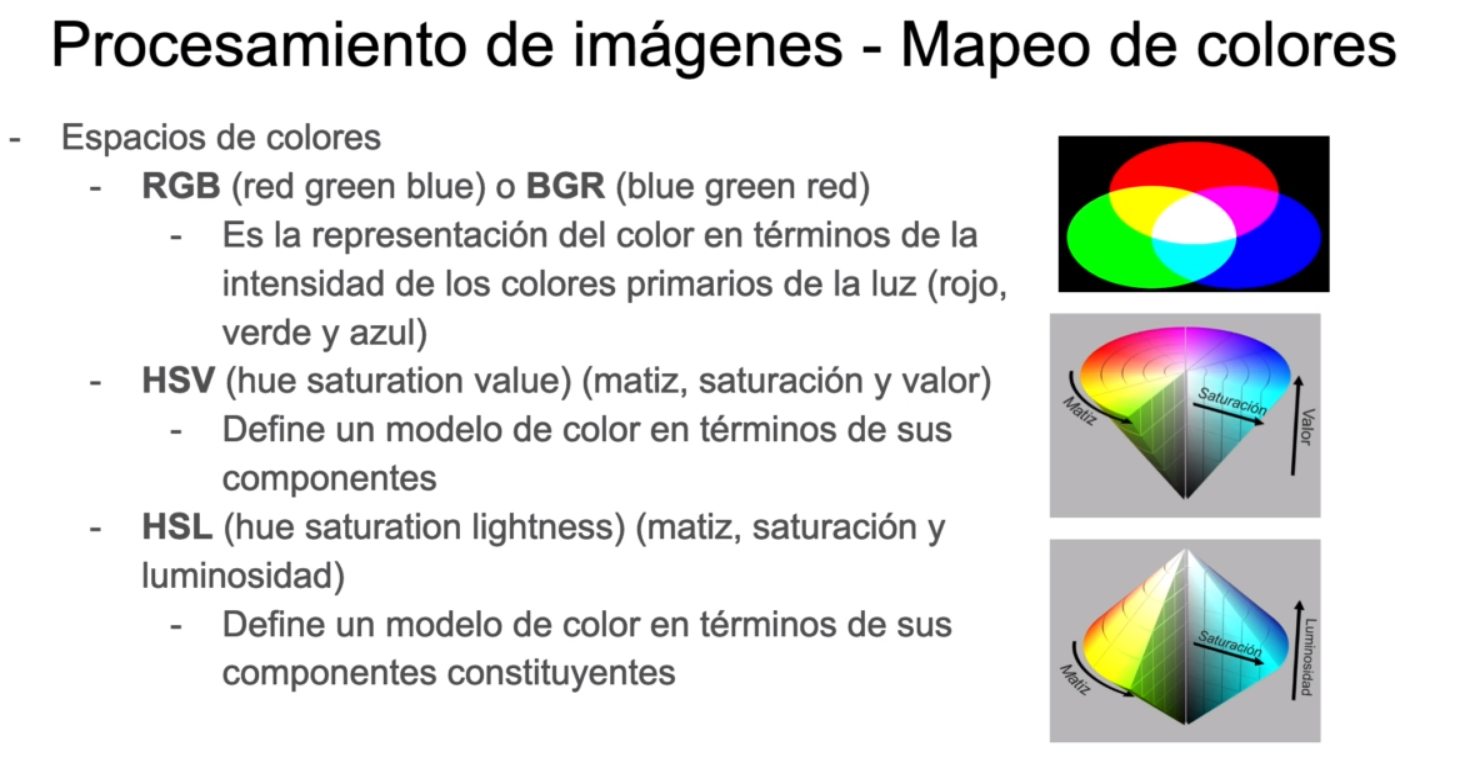 Procesamiento de imágenes - Mapeo de colores
- Espacios de colores
- RGB (red green blue) o BGR (blue green red)
- Es la representación del color en términos de la
intensidad de los colores primarios de la luz (rojo,
verde y azul)
- HSV (hue saturation value) (matiz, saturación y valor)
- Define un modelo de color en términos de sus
componentes
- HSL (hue saturation lightness) (matiz, saturación y
luminosidad)
- Define un modelo de color en términos de sus
componentes constituyentes
Matiz
Saturación
Valor
Matiz
Saturación
Luminosidad